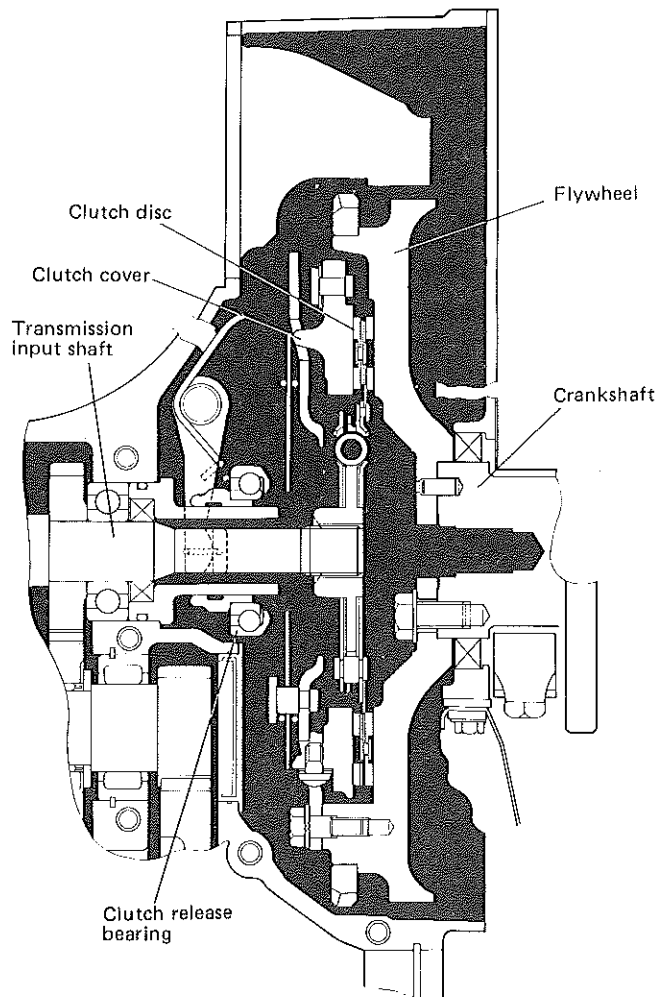 Clutch disc
Flywheel
Clutch cover
Transmission
input shaft
Crankshaft
Clutch release
bearing